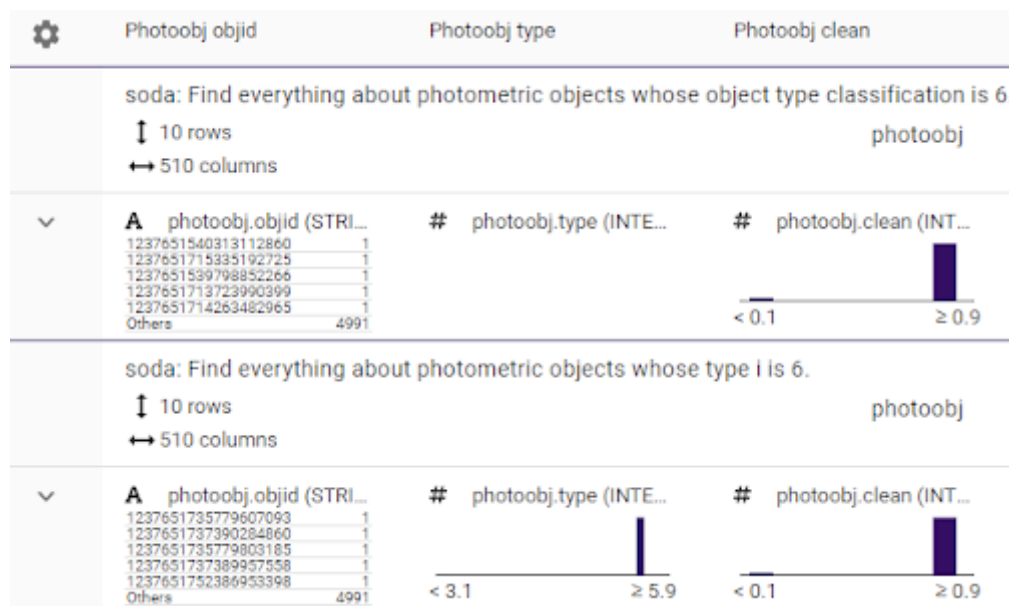 Photoobj objid Photoobj type Photoobj clean
soda: Find everything about photometric objects whose object type classification is 6
10 rows photoobj
510 columns
A photoobj.objid (STRI... # photoobj.type (INTE... # photoobj.clean (INT...
1237651540313112860 1
1237651715335192725 1
1237651539798852266 1
1237651713723990399 1
1237651714263482965 1
Others 4991
< 0.1 ≥ 0.9
soda: Find everything about photometric objects whose type i is 6.
10 rows photoobj
510 columns
A photoobj.objid (STRI... # photoobj.type (INTE... # photoobj.clean (INT...
1237651735779607093 1
1237651737390284860 1
1237651735779803185 1
1237651737389957558 1
1237651752386953398 1
Others 4991
< 3.1 ≥ 5.9 < 0.1 ≥ 0.9